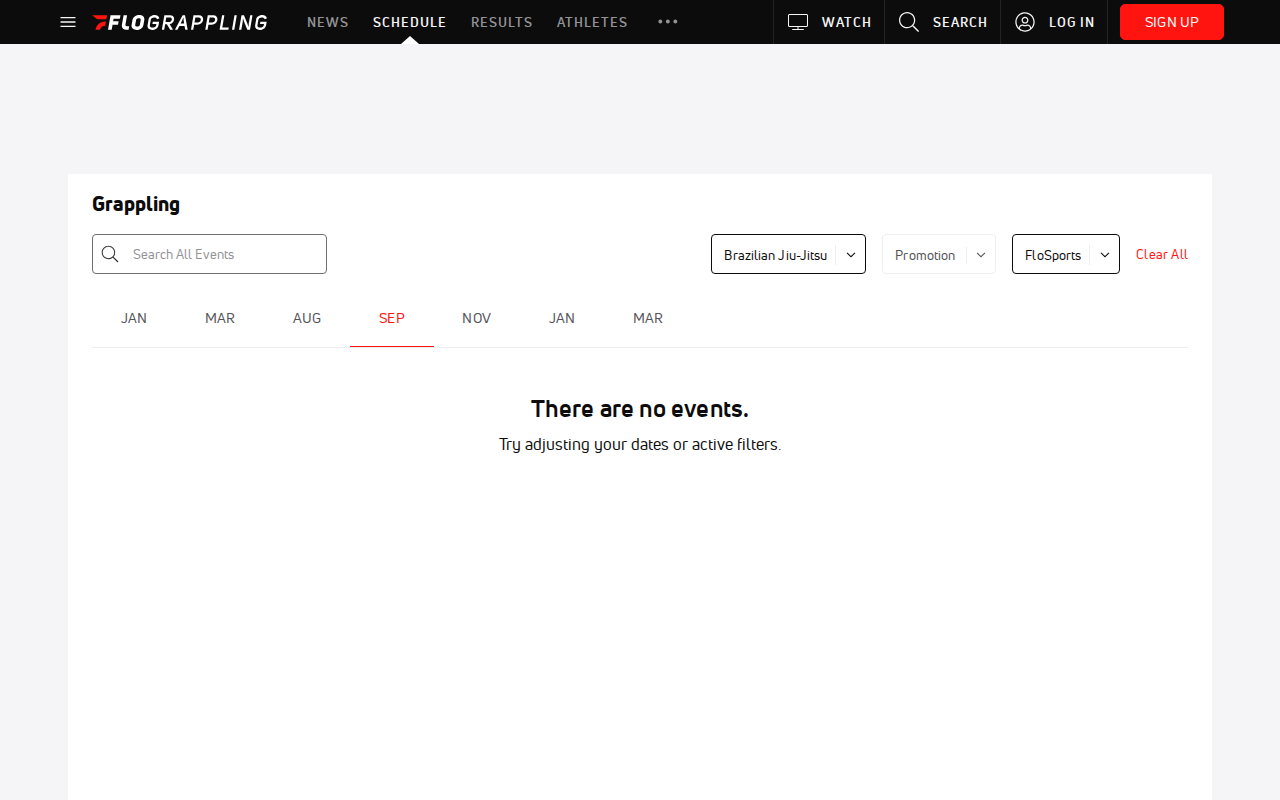 FLOGRAPPLING NEWS SCHEDULE RESULTS ATHLETES WATCH SEARCH LOG IN SIGN UP
Grappling
Search All Events Brazilian Jiu-Jitsu Promotion FloSports Clear All
JAN MAR AUG SEP NOV JAN MAR
There are no events.
Try adjusting your dates or active filters.